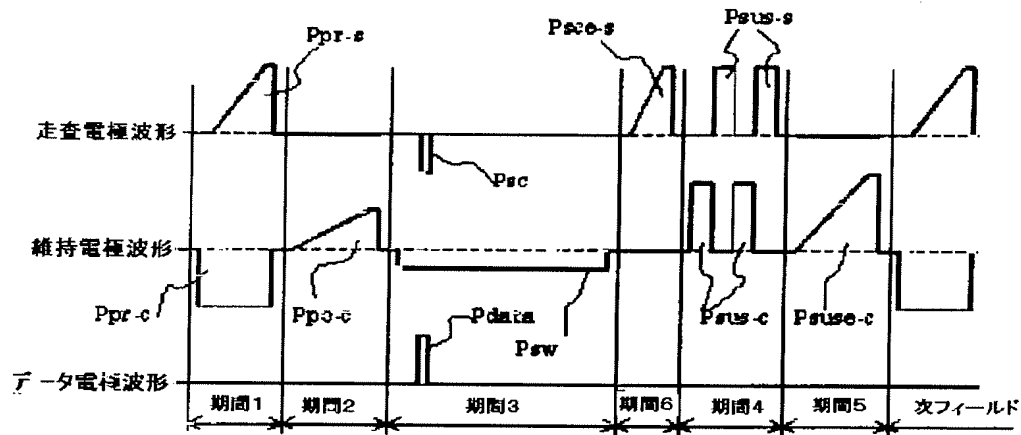 Ppr-s
Psce-s
Psus-s
走査電極波形
Psc
維持電極波形
Ppr-c
Ppe-c
Pdata
Psw
Psus-c
Psuse-c
データ電極波形
期間1
期間2
期間3
期間6
期間4
期間5
次フィールド